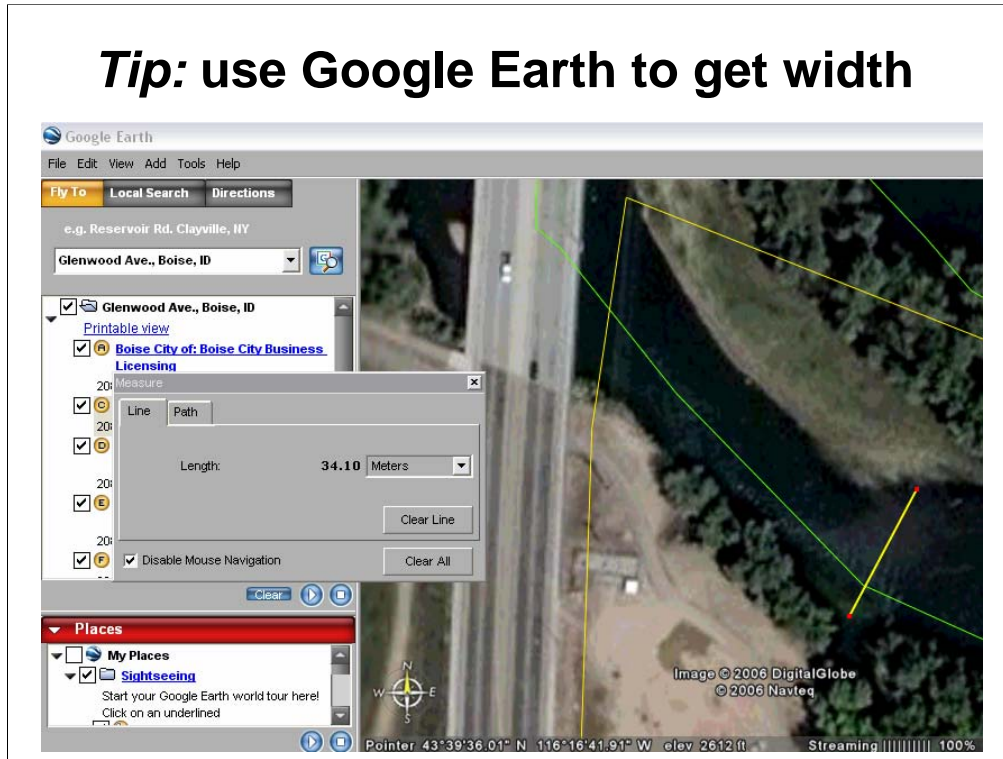 Tip: use Google Earth to get width
Google Earth
File Edit View Add Tools Help
Fly To Local Search Directions
e.g. Reservoir Rd. Clayville, NY
Glenwood Ave., Boise, ID
Glenwood Ave., Boise, ID
Printable view
A Boise City of: Boise City Business
Licensing
20
Measure
C
Line Path
20
D
Length: 34.10 Meters
20
E
Clear Line
20
F
Disable Mouse Navigation Clear All
Clear
Places
My Places
Sightseeing
Start your Google Earth world tour here!
Click on an underlined
N
W E
S
Image © 2006 DigitalGlobe
© 2006 Navteq
Pointer 43°39'36.01" N 116°16'41.91" W elev 2612 ft Streaming |||||||||| 100%